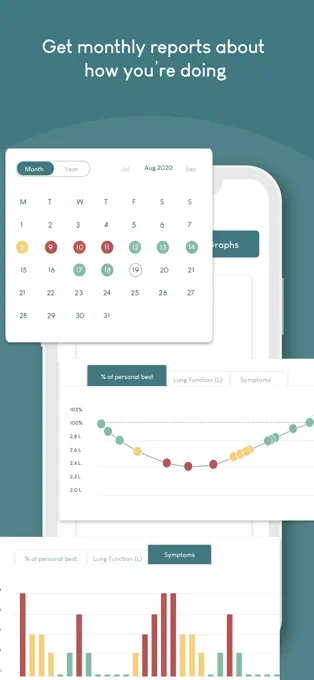 Get monthly reports about
how you're doing
Month Year Jul Aug 2020 Sep
M T W T F S S
1 2 3 4 5 6 7
8 9 10 11 12 13 14
15 16 17 18 19 20 21
21 22 23 24 25 26 27
28 29 30 31
% of personal best Lung Function (L) Symptoms
105%
100%
2.8 L
2.6 L
2.4 L
2.2 L
2.0 L
% of personal best Lung Function (L) Symptoms